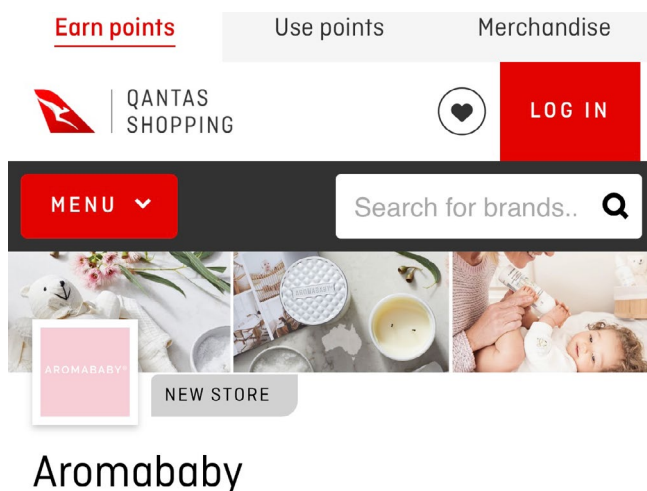 Earn points Use points Merchandise
QANTAS
SHOPPING
LOG IN
MENU
Search for brands..
AROMABABY®
AROMABABY®
NEW STORE
Aromababy